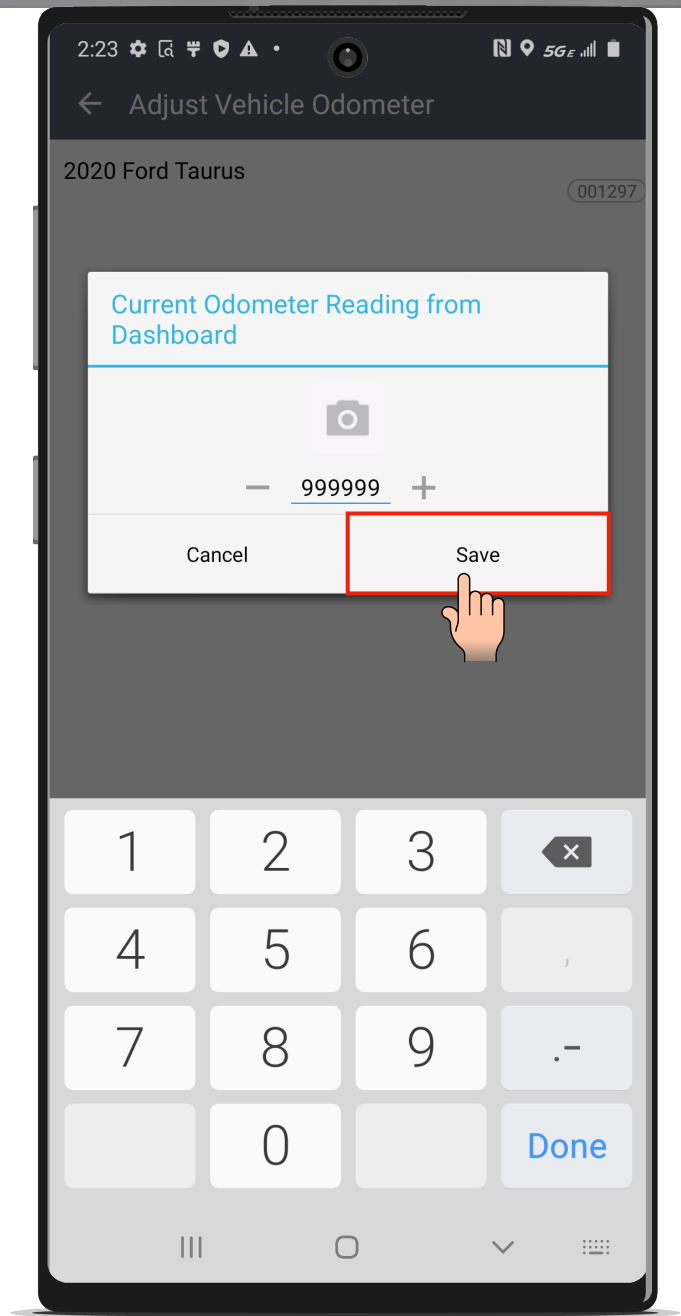 2:23
5G E
Adjust Vehicle Odometer
2020 Ford Taurus
001297
Current Odometer Reading from
Dashboard
999999
Cancel
Save
1 2 3
4 5 6 ,
7 8 9 .-
0 Done